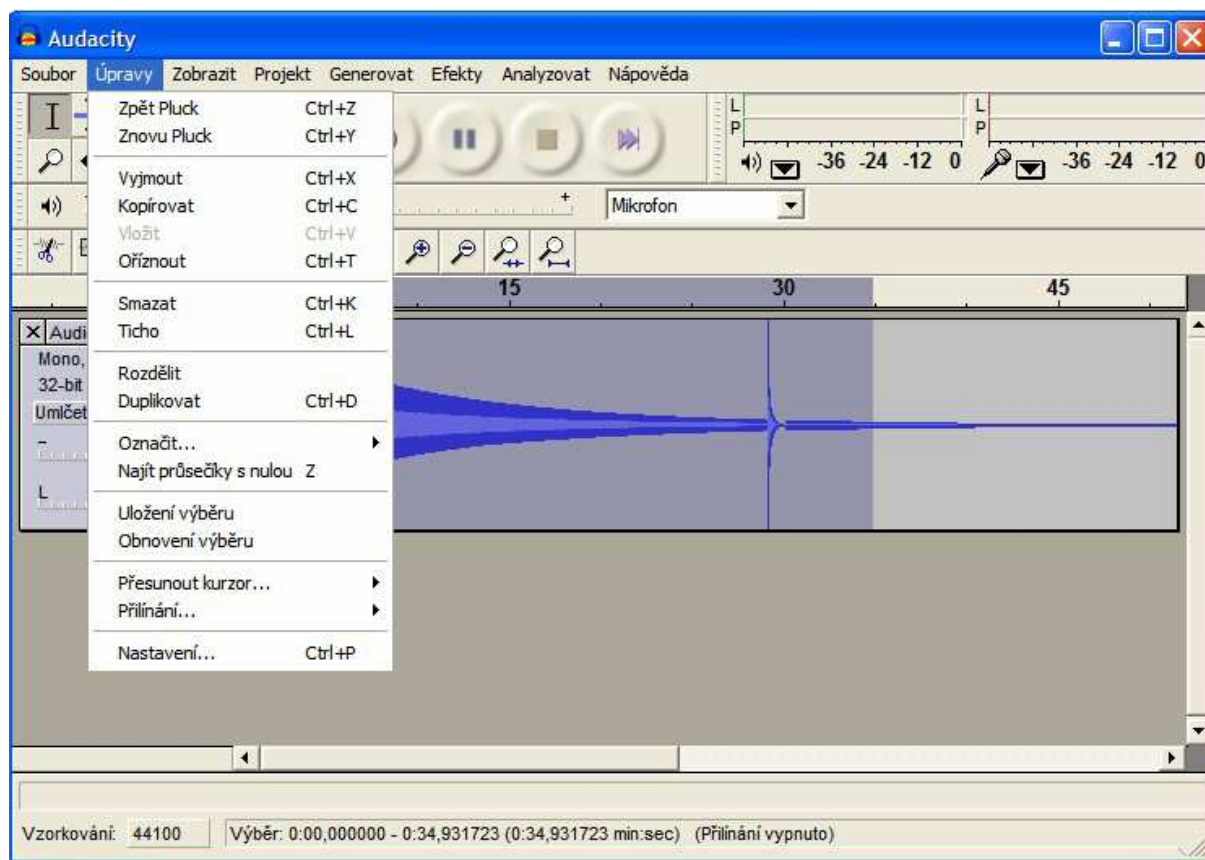 Audacity
Soubor Úpravy Zobrazit Projekt Generovat Efekty Analyzovat Nápověda
Zpět Pluck Ctrl+Z
Znovu Pluck Ctrl+Y
Vyjmout Ctrl+X
Kopírovat Ctrl+C
Vložit Ctrl+V
Oříznout Ctrl+T
Smazat Ctrl+K
Ticho Ctrl+L
Rozdělit
Duplikovat Ctrl+D
Označit...
Najít průsečíky s nulou Z
Uložení výběru
Obnovení výběru
Přesunout kurzor...
Přilínání...
Nastavení... Ctrl+P
L
P
-36 -24 -12 0
L
P
-36 -24 -12 0
+
Mikrofon
15 30 45
X Audi
Mono,
32-bit
Umlčet
-
L
Vzorkování: 44100 Výběr: 0:00,000000 - 0:34,931723 (0:34,931723 min:sec) (Přilínání vypnuto)